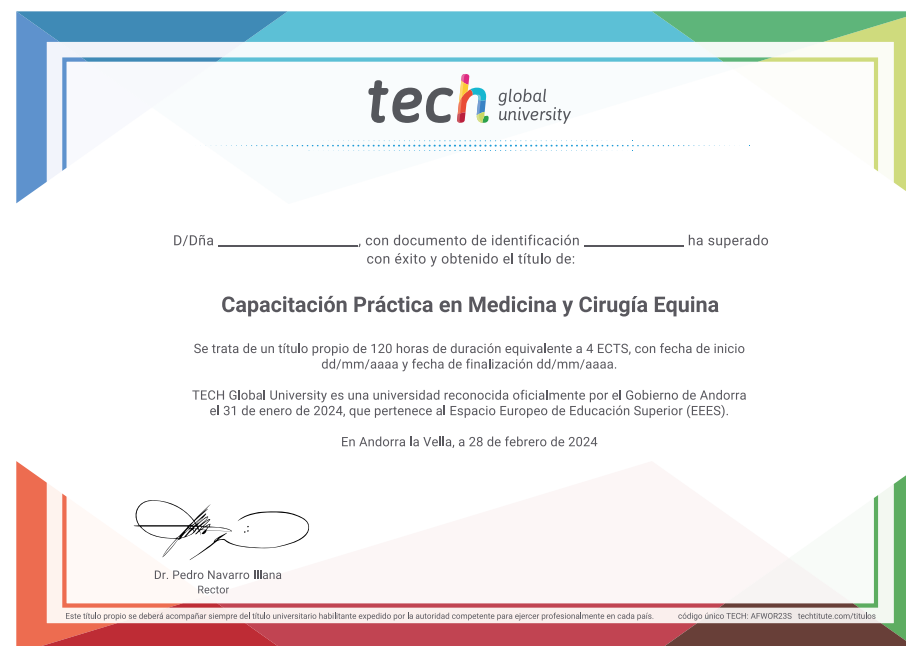 tech global university
D/Dña ______________, con documento de identificación __________ ha superado
con éxito y obtenido el título de:
Capacitación Práctica en Medicina y Cirugía Equina
Se trata de un título propio de 120 horas de duración equivalente a 4 ECTS, con fecha de inicio
dd/mm/aaaa y fecha de finalización dd/mm/aaaa.
TECH Global University es una universidad reconocida oficialmente por el Gobierno de Andorra
el 31 de enero de 2024, que pertenece al Espacio Europeo de Educación Superior (EEES).
En Andorra la Vella, a 28 de febrero de 2024
Dr. Pedro Navarro Illana
Rector
Este título propio se deberá acompañar siempre del título universitario habilitante expedido por la autoridad competente para ejercer profesionalmente en cada país. código único TECH: AFWOR23S techtitute.com/titulos